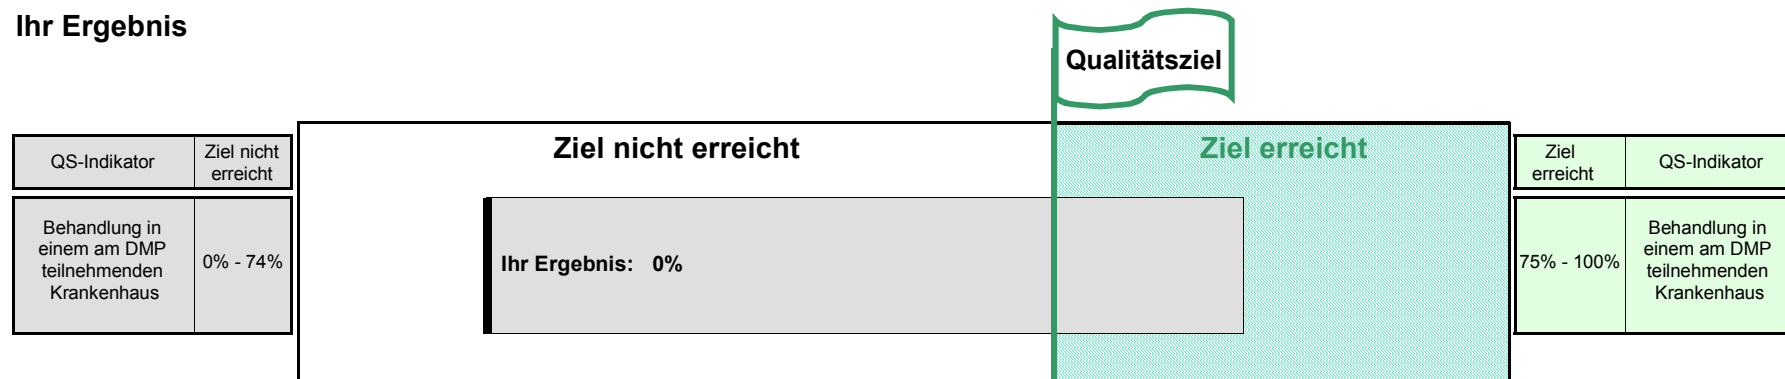 Ihr Ergebnis
Qualitätsziel
Ziel nicht erreicht
Ziel erreicht
QS-Indikator
Ziel nicht
erreicht
Ziel
erreicht
QS-Indikator
Behandlung in
einem am DMP
teilnehmenden
Krankenhaus
0% - 74%
Ihr Ergebnis: 0%
75% - 100%
Behandlung in
einem am DMP
teilnehmenden
Krankenhaus